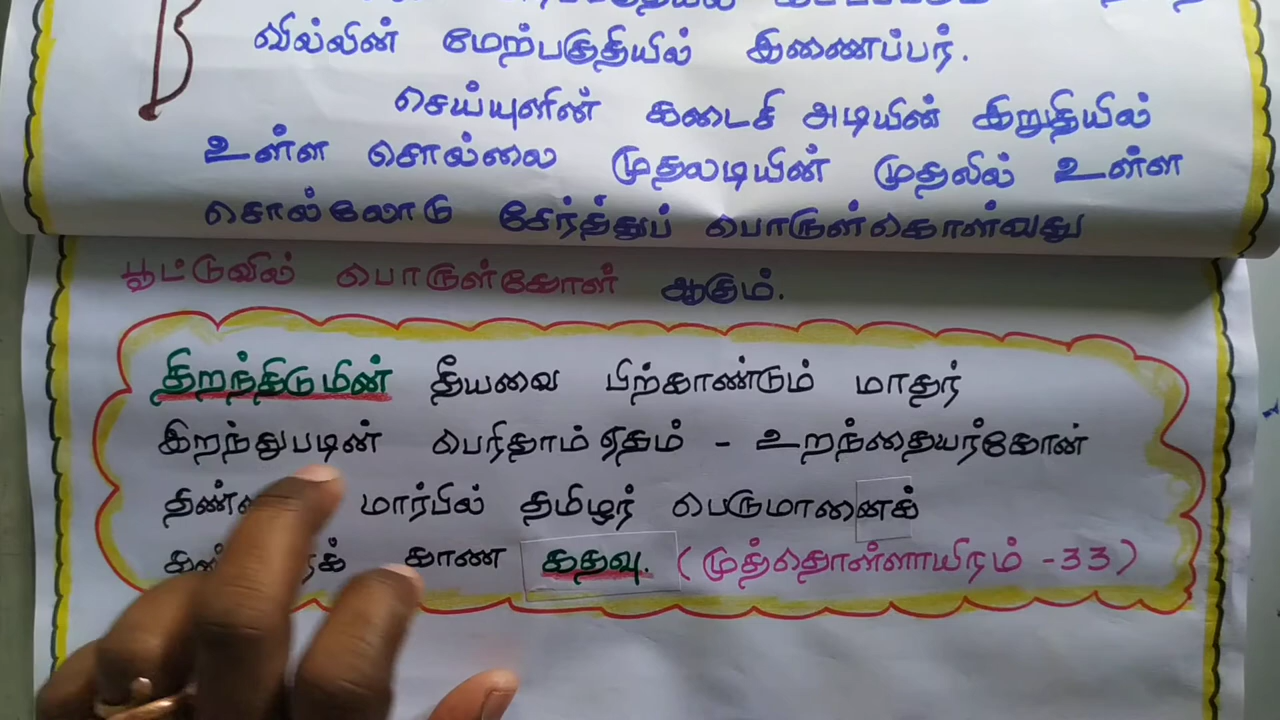 வில்லின் மேற்பகுதியில் இணைப்பர்.
செய்யுளின் கடைசி அடியின் இறுதியில்
உள்ள சொல்லை முதலடியின் முதலில் உள்ள
சொல்லோடு சேர்த்துப் பொருள்கொள்வது
பூட்டுவில் பொருள்கோள் ஆகும்.
திறந்திடுமின் தீயவை பிற்காண்டும் மாதர்
இறந்துபடின் பெரிதாம் ஏதம் - உறந்தையர்கோன்
மார்பில் தமிழர் பெருமானைக்
காண கதவு. (முத்தொள்ளாயிரம் -33)